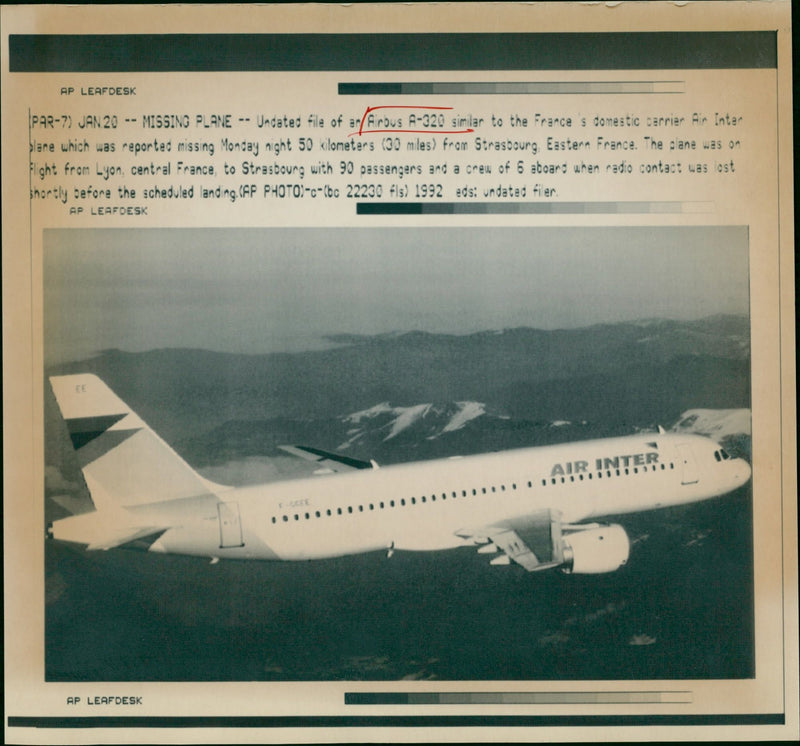 AP LEAFDESK
(PAR-7) JAN.20 -- MISSING PLANE -- Undated file of an Airbus A-320 similar to the France's domestic carrier Air Inter
plane which was reported missing Monday night 50 kilometers (30 miles) from Strasbourg, Eastern France. The plane was on
flight from Lyon, central France, to Strasbourg with 90 passengers and a crew of 6 aboard when radio contact was lost
shortly before the scheduled landing.(AP PHOTO)-c-(bc 22230 fls) 1992 eds: undated filer.
AP LEAFDESK
EE
AIR INTER
AP LEAFDESK